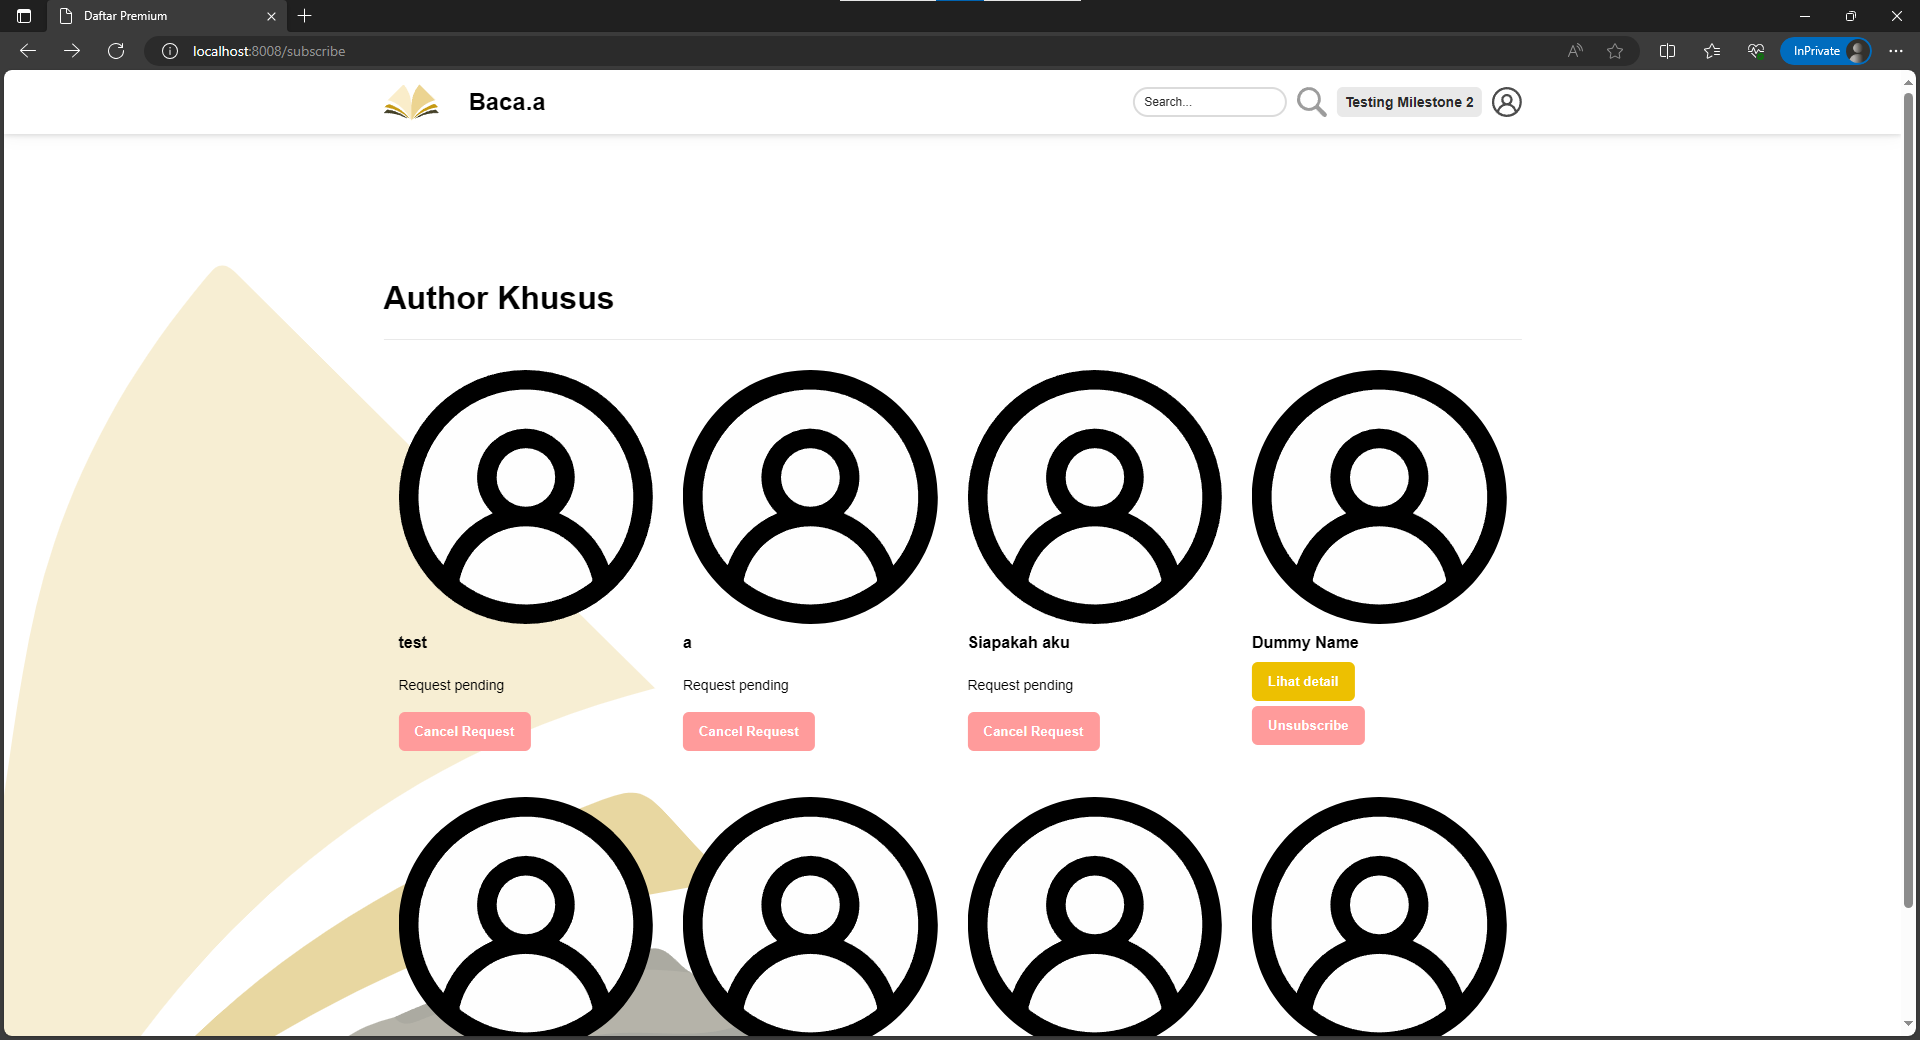 Daftar Premium
localhost:8008/subscribe
InPrivate
Baca.a
Search...
Testing Milestone 2
Author Khusus
test
Request pending
Cancel Request
a
Request pending
Cancel Request
Siapakah aku
Request pending
Cancel Request
Dummy Name
Lihat detail
Unsubscribe